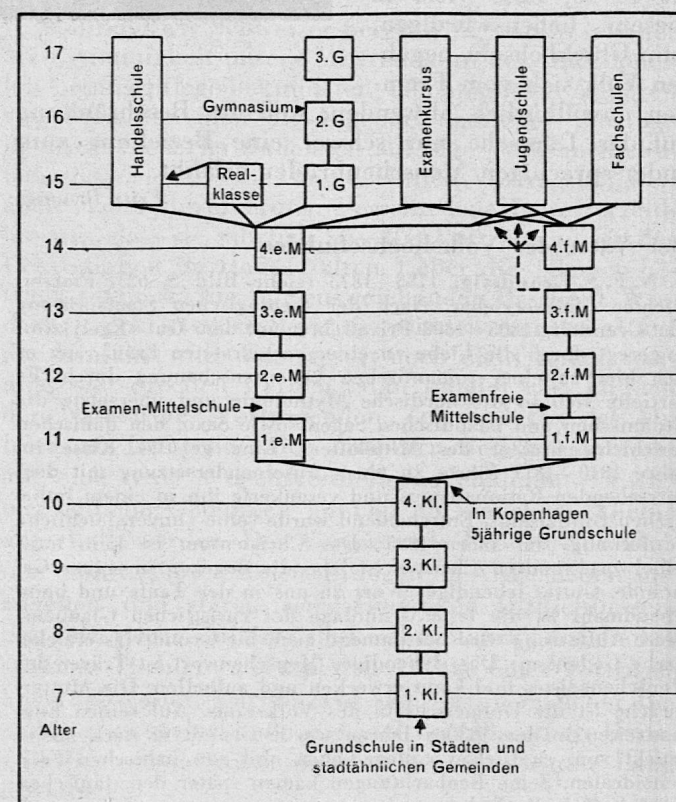 17
3. G
Handelsschule
Examenkursus
Jugendschule
Fachschulen
16
Gymnasium
2. G
15
Real-
klasse
1. G
14
4.e.M
4.f.M
13
3.e.M
3.f.M
12
2.e.M
2.f.M
Examen-Mittelschule
Examenfreie
Mittelschule
11
1.e.M
1.f.M
10
4. Kl.
In Kopenhagen
5jährige Grundschule
9
3. Kl.
8
2. Kl.
7
1. Kl.
Alter
Grundschule in Städten und
stadtähnlichen Gemeinden